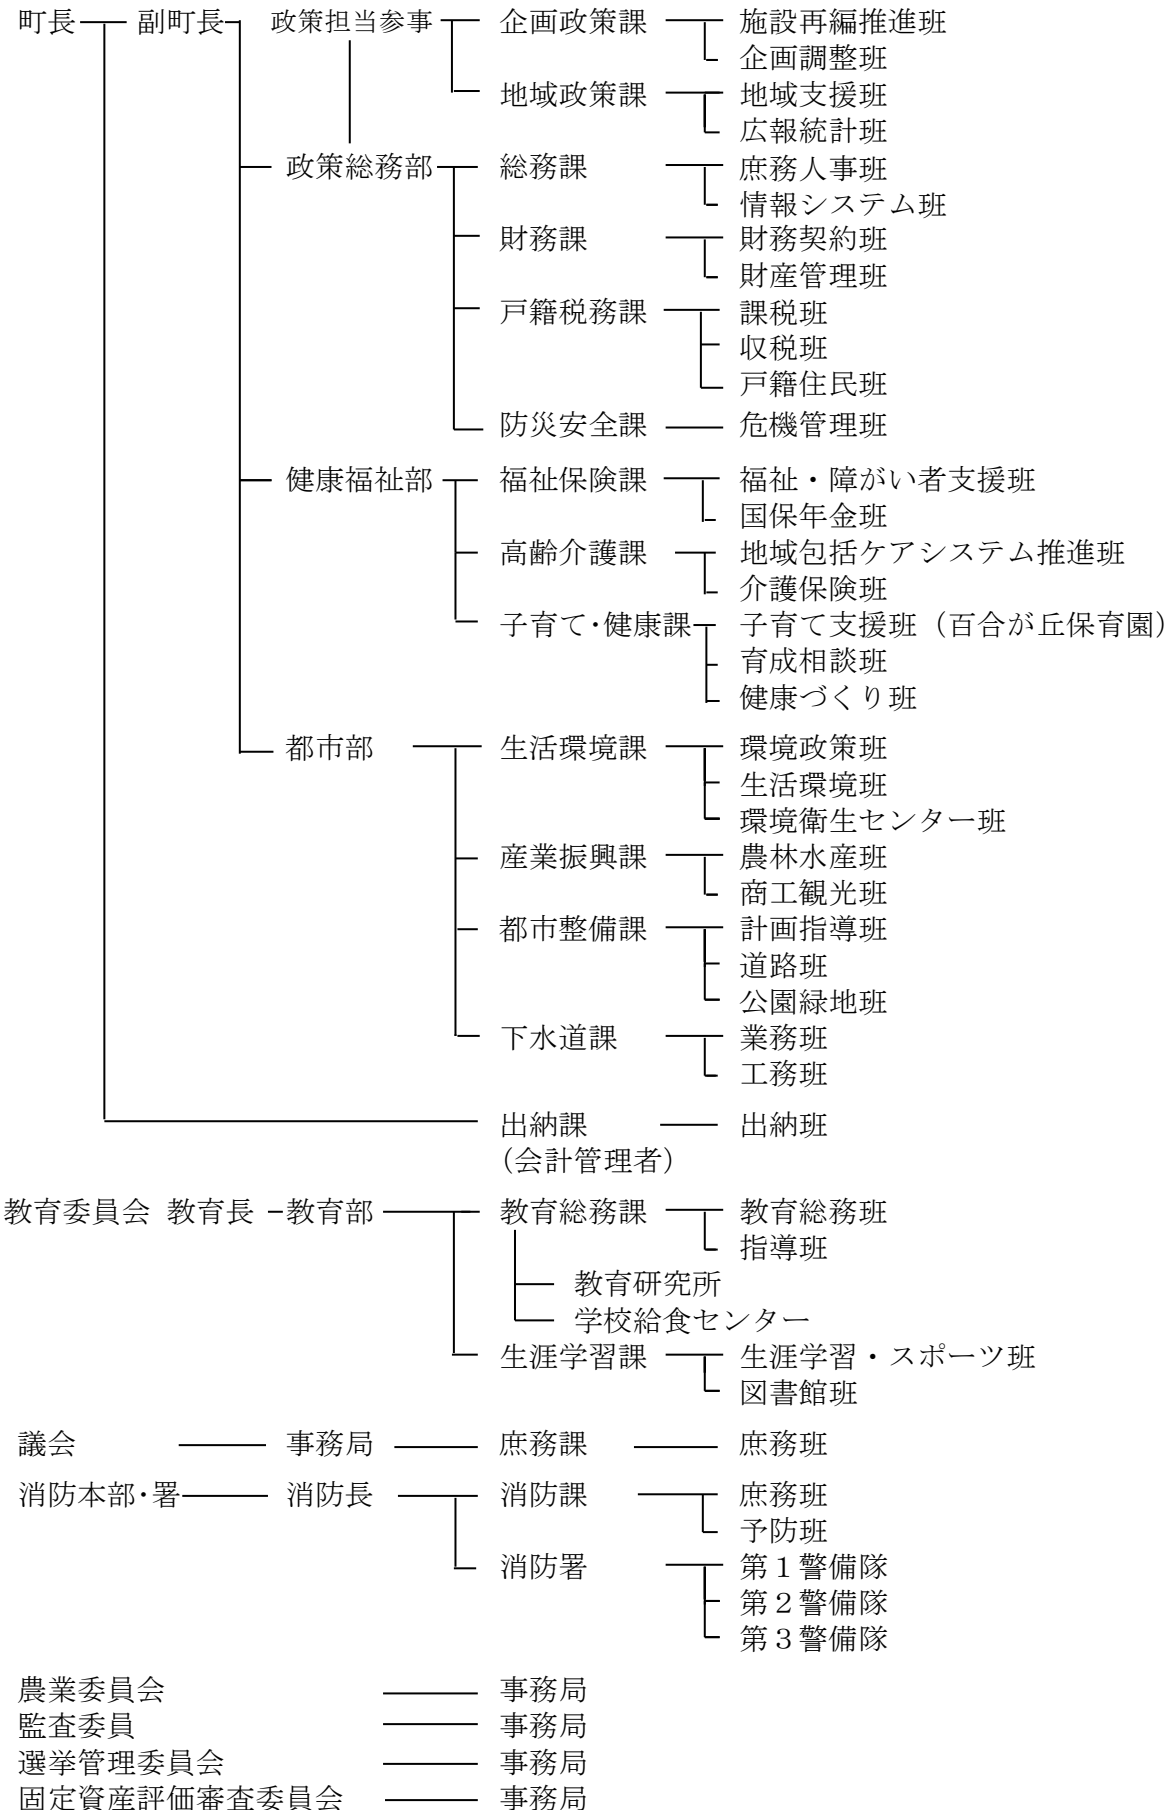 町長 副町長 政策担当参事 企画政策課 施設再編推進班
企画調整班
地域政策課 地域支援班
広報統計班
政策総務部 総務課 庶務人事班
情報システム班
財務課 財務契約班
財産管理班
戸籍税務課 課税班
収税班
戸籍住民班
防災安全課 危機管理班
健康福祉部 福祉保険課 福祉・障がい者支援班
国保年金班
高齢介護課 地域包括ケアシステム推進班
介護保険班
子育て・健康課 子育て支援班（百合が丘保育園）
育成相談班
健康づくり班
都市部 生活環境課 環境政策班
生活環境班
環境衛生センター班
産業振興課 農林水産班
商工観光班
都市整備課 計画指導班
道路班
公園緑地班
下水道課 業務班
工務班
出納課 出納班
（会計管理者）
教育委員会 教育長 教育部 教育総務課 教育総務班
指導班
教育研究所
学校給食センター
生涯学習課 生涯学習・スポーツ班
図書館班
議会 事務局 庶務課 庶務班
消防本部・署 消防長 消防課 庶務班
予防班
消防署 第１警備隊
第２警備隊
第３警備隊
農業委員会 事務局
監査委員 事務局
選挙管理委員会 事務局
固定資産評価審査委員会 事務局